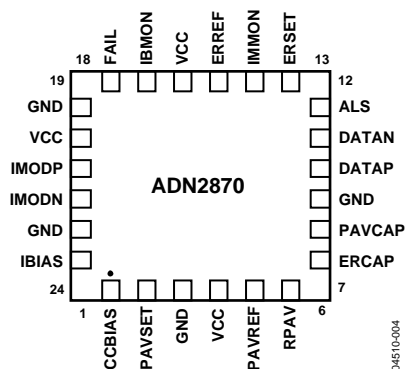 18
FAIL
IBMON
VCC
ERREF
IMMON
ERSET
13
19
12
GND
VCC
IMODP
IMODN
GND
IBIAS
ADN2870
ALS
DATAN
DATAP
GND
PAVCAP
ERCAP
24
7
1
CCBIAS
PAVSET
GND
VCC
PAVREF
RPAV
6
04510-004